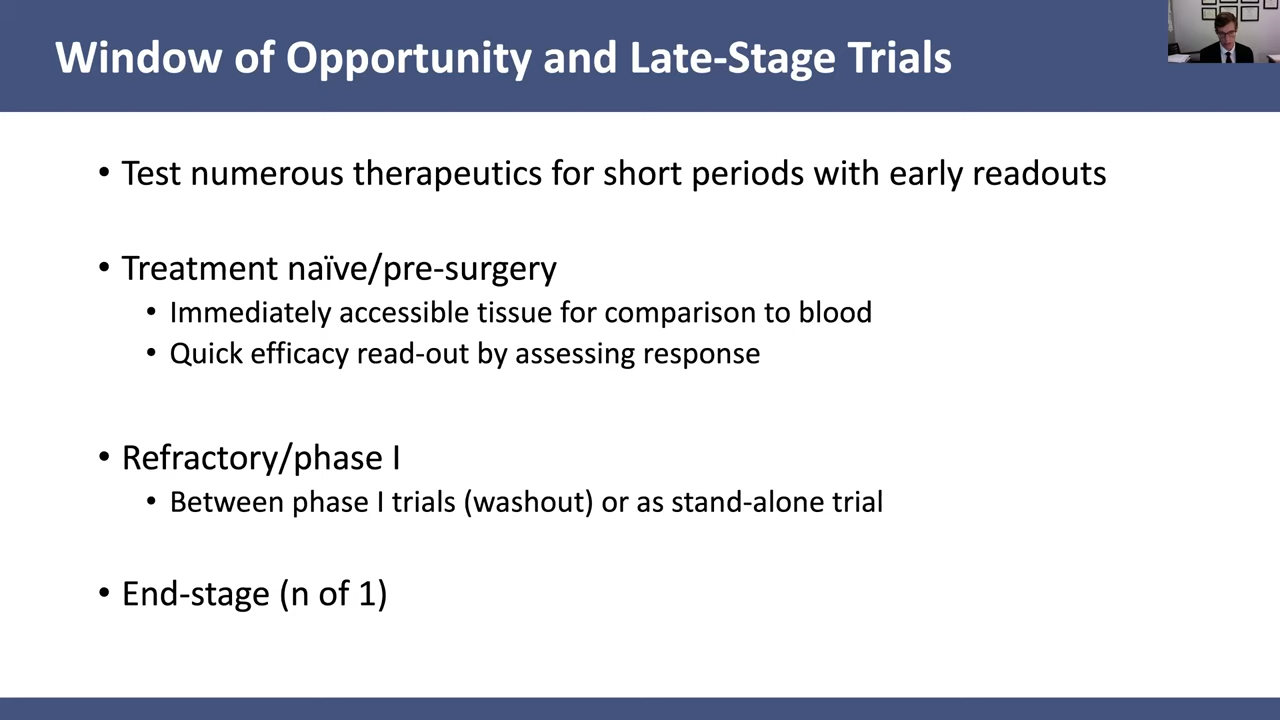 Window of Opportunity and Late-Stage Trials
• Test numerous therapeutics for short periods with early readouts
• Treatment naïve/pre-surgery
• Immediately accessible tissue for comparison to blood
• Quick efficacy read-out by assessing response
• Refractory/phase I
• Between phase I trials (washout) or as stand-alone trial
• End-stage (n of 1)